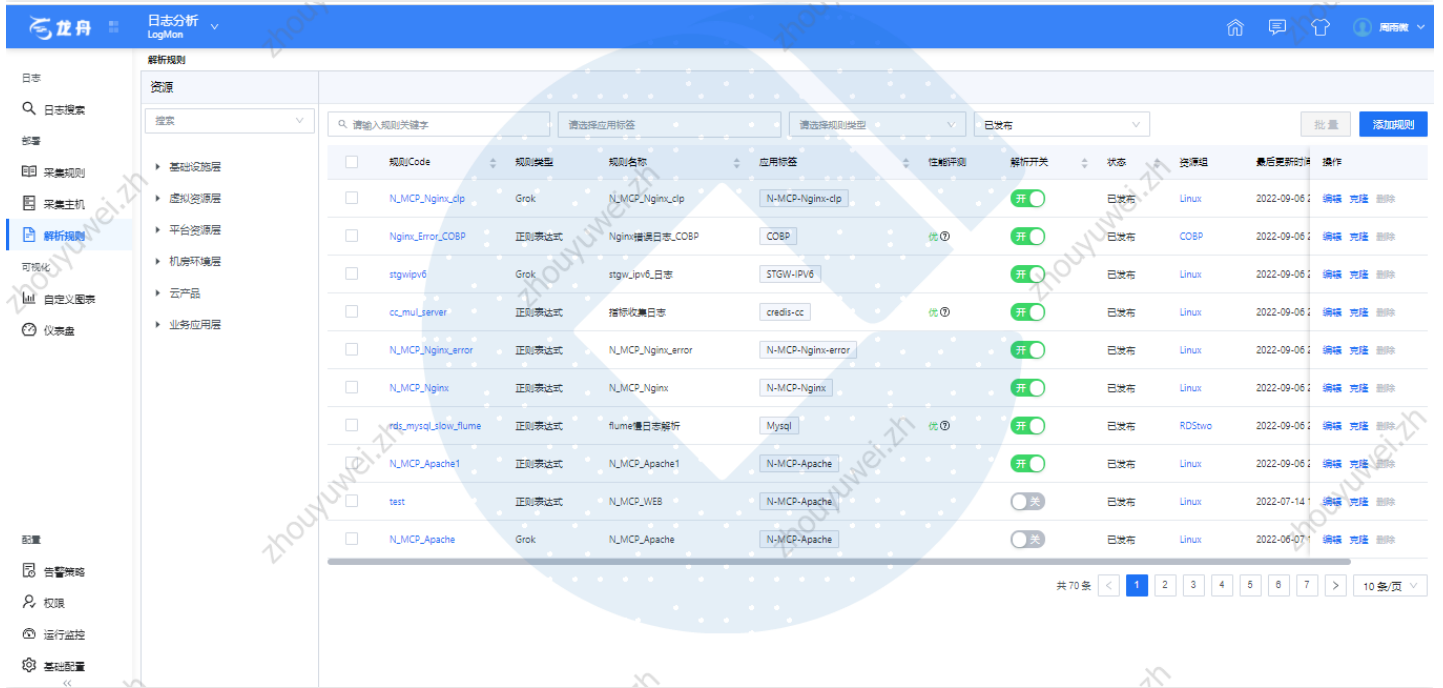 龙舟 日志分析 周雨微
LogMon
解析规则
日志
日志搜索
部署
采集规则
采集主机
解析规则
可视化
自定义图表
仪表盘
配置
告警策略
权限
运行监控
基础配置
资源
搜索
基础设施层
虚拟资源层
平台资源层
机房环境层
云产品
业务应用层
请输入规则关键字 请选择应用标签 请选择规则类型 已发布 批量 添加规则
规则Code 规则类型 规则名称 应用标签 性能评测 解析开关 状态 资源组 最后更新时间 操作
N_MCP_Nginx_clp Grok N_MCP_Nginx_clp N-MCP-Nginx-clp 开 已发布 Linux 2022-09-06 2 编辑 克隆 删除
Nginx_Error_COBP 正则表达式 Nginx错误日志_COBP COBP 优 开 已发布 COBP 2022-09-06 2 编辑 克隆 删除
stgwipv6 Grok stgw_ipv6_日志 STGW-IPV6 开 已发布 Linux 2022-09-06 2 编辑 克隆 删除
cc_mul_server 正则表达式 指标收集日志 credis-cc 优 开 已发布 Linux 2022-09-06 2 编辑 克隆 删除
N_MCP_Nginx_error 正则表达式 N_MCP_Nginx_error N-MCP-Nginx-error 开 已发布 Linux 2022-09-06 2 编辑 克隆 删除
N_MCP_Nginx 正则表达式 N_MCP_Nginx N-MCP-Nginx 开 已发布 Linux 2022-09-06 2 编辑 克隆 删除
rds_mysql_slow_flume 正则表达式 flume慢日志解析 Mysql 优 开 已发布 RDStwo 2022-09-06 2 编辑 克隆 删除
N_MCP_Apache1 正则表达式 N_MCP_Apache1 N-MCP-Apache 开 已发布 Linux 2022-09-06 2 编辑 克隆 删除
test 正则表达式 N_MCP_WEB N-MCP-Apache 关 已发布 Linux 2022-07-14 1 编辑 克隆 删除
N_MCP_Apache Grok N_MCP_Apache N-MCP-Apache 关 已发布 Linux 2022-06-07 1 编辑 克隆 删除
共 70 条 < 1 2 3 4 5 6 7 > 10 条/页
zhouyuwei.zh